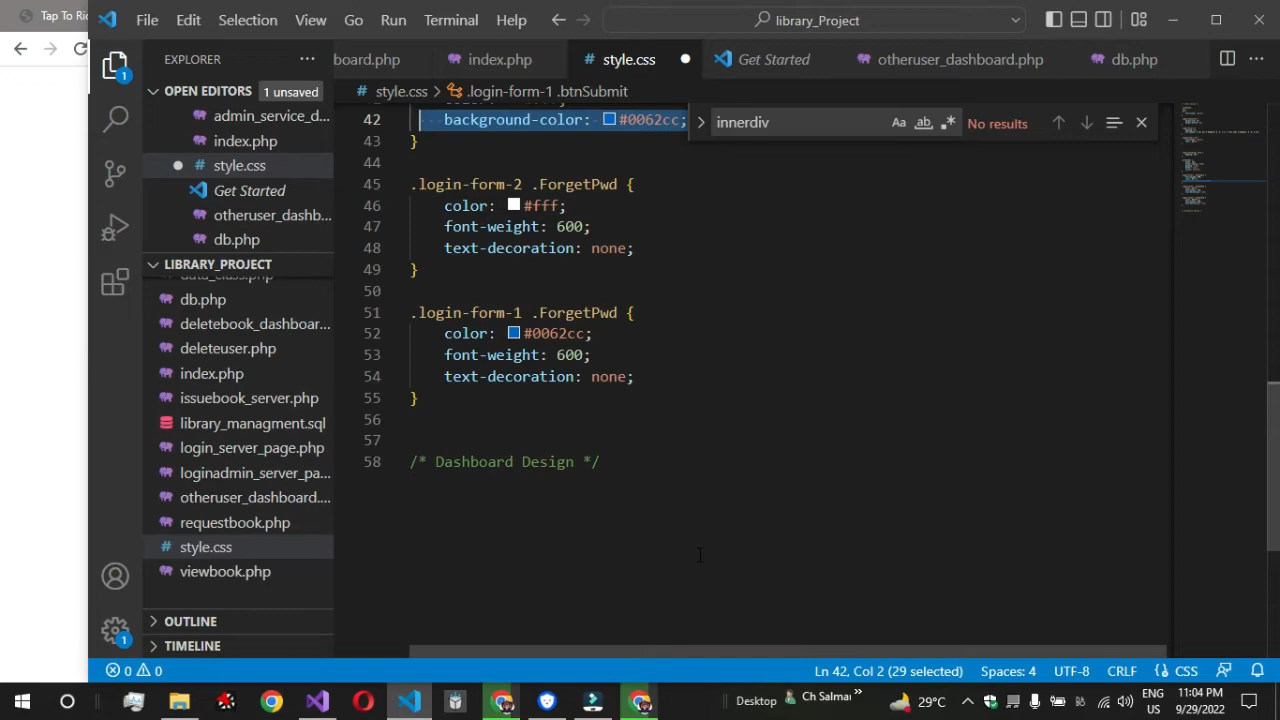 Tap To Ri
File Edit Selection View Go Run Terminal Help
library_Project
EXPLORER
board.php
index.php
style.css
Get Started
otheruser_dashboard.php
db.php
OPEN EDITORS 1 unsaved
style.css > .login-form-1 .btnSubmit
innerdiv
Aa ab
No results
admin_service_d...
index.php
style.css
Get Started
otheruser_dashb...
db.php
LIBRARY_PROJECT
db.php
deletebook_dashboar...
deleteuser.php
index.php
issuebook_server.php
library_managment.sql
login_server_page.php
loginadmin_server_pa...
otheruser_dashboard....
requestbook.php
style.css
viewbook.php
OUTLINE
TIMELINE
42 background-color: #0062cc;
43 }
44
45 .login-form-2 .ForgetPwd {
46 color: #fff;
47 font-weight: 600;
48 text-decoration: none;
49 }
50
51 .login-form-1 .ForgetPwd {
52 color: #0062cc;
53 font-weight: 600;
54 text-decoration: none;
55 }
56
57
58 /* Dashboard Design */
1
1
0 0
Ln 42, Col 2 (29 selected) Spaces: 4 UTF-8 CRLF CSS
Desktop
Ch Salmar
29°C
ENG
US
11:04 PM
9/29/2022